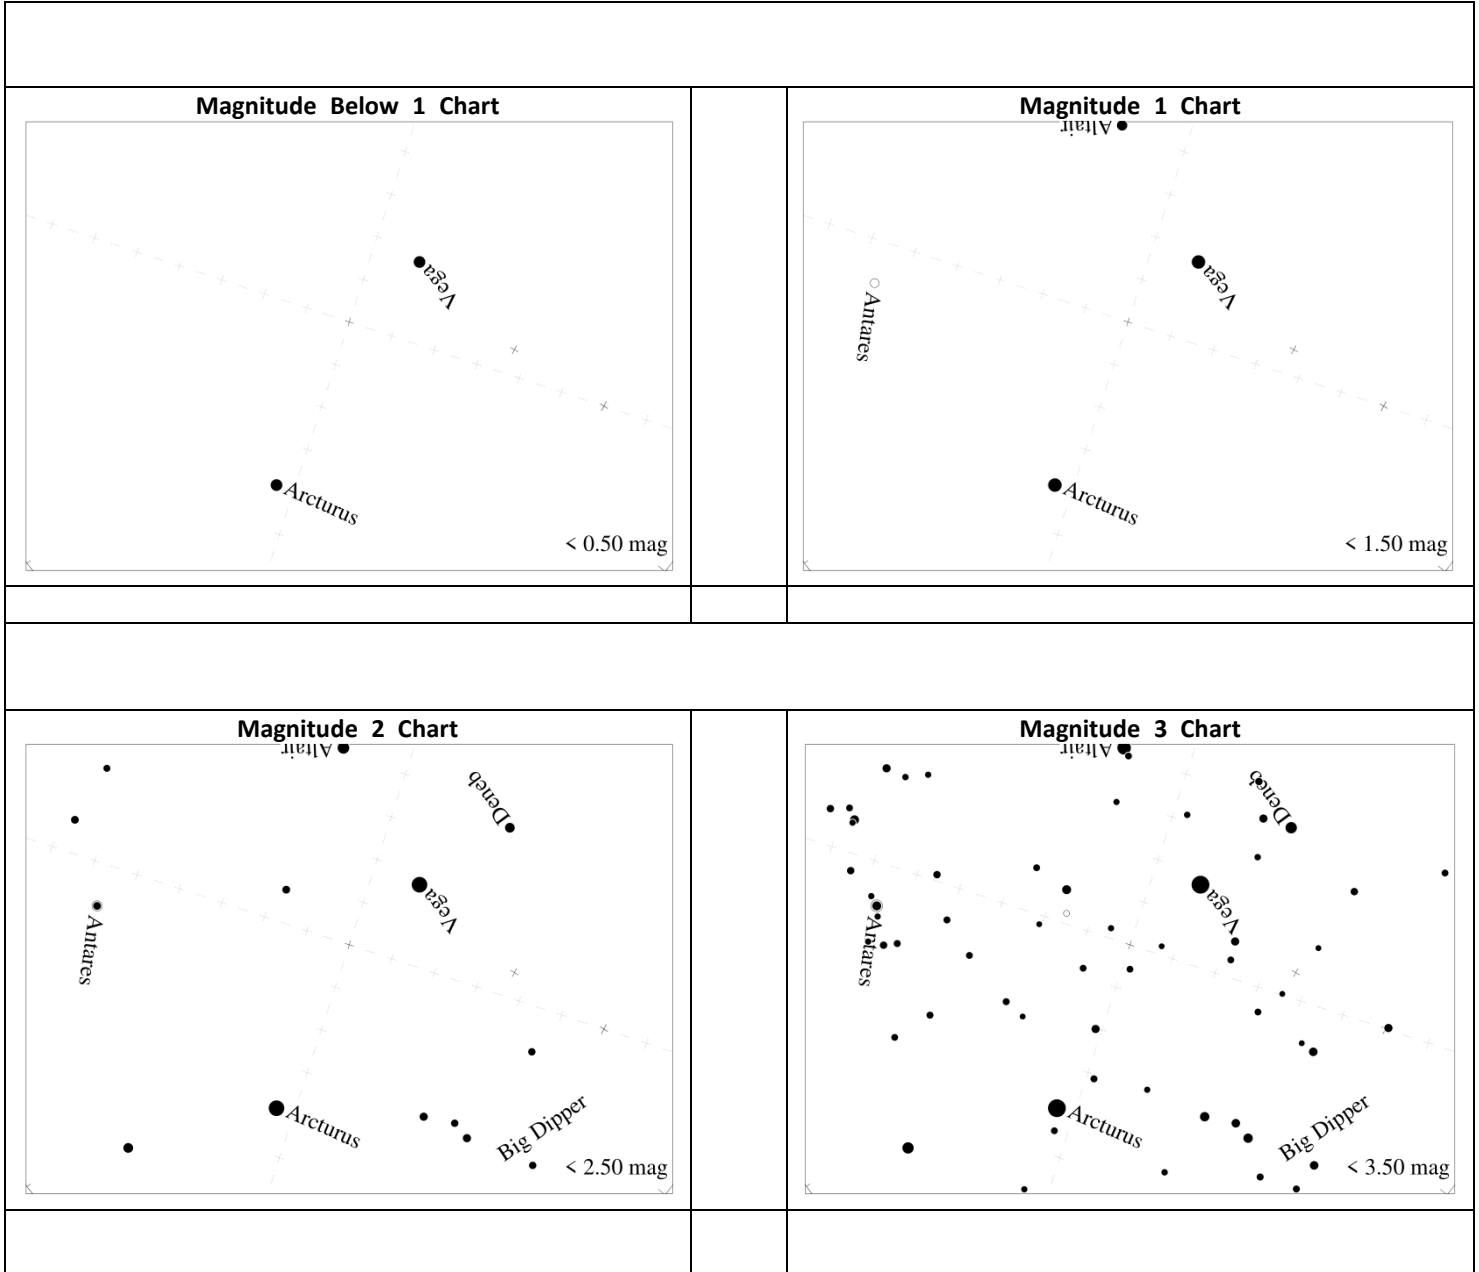 Magnitude Below 1 Chart
Vega
Arcturus
< 0.50 mag
Magnitude 1 Chart
Altair
Vega
Antares
Arcturus
< 1.50 mag
Magnitude 2 Chart
Altair
Deneb
Vega
Antares
Arcturus
Big Dipper
< 2.50 mag
Magnitude 3 Chart
Altair
Deneb
Vega
Antares
Arcturus
Big Dipper
< 3.50 mag